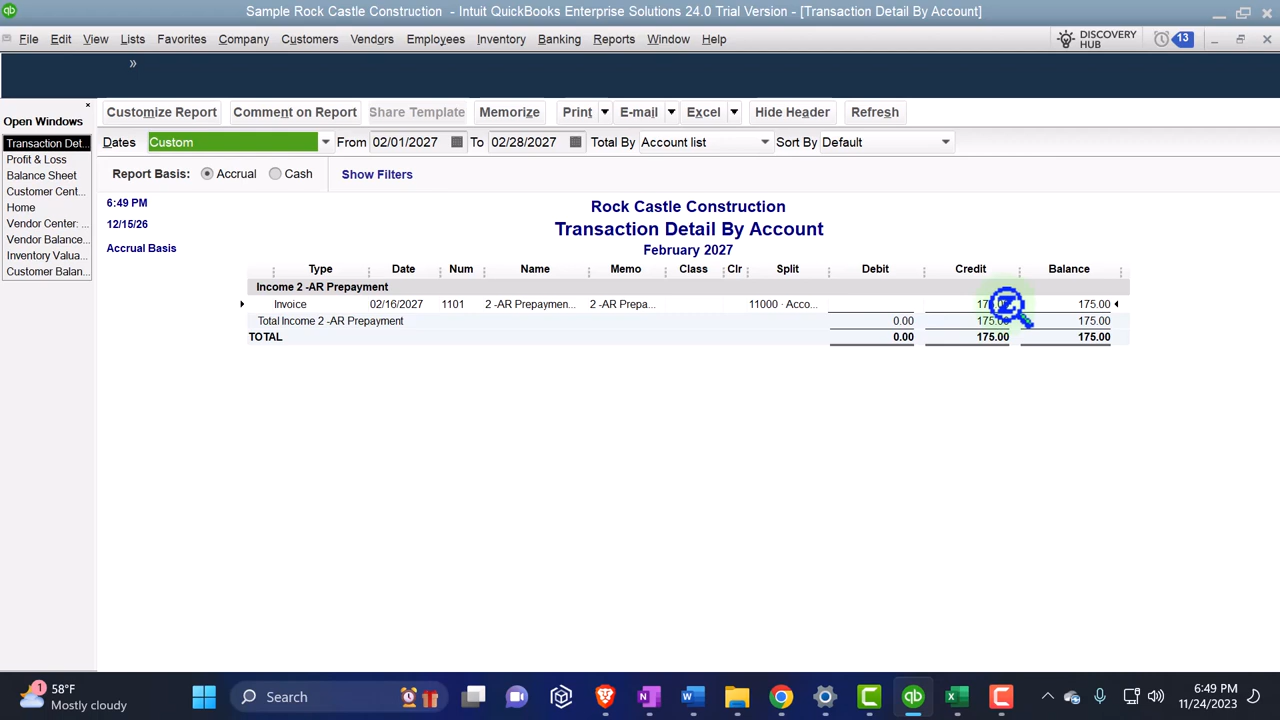 Sample Rock Castle Construction - Intuit QuickBooks Enterprise Solutions 24.0 Trial Version - [Transaction Detail By Account]
File Edit View Lists Favorites Company Customers Vendors Employees Inventory Banking Reports Window Help
DISCOVERY HUB
13
»
Open Windows
Transaction Det...
Profit & Loss
Balance Sheet
Customer Cent...
Home
Vendor Center: ...
Vendor Balance...
Inventory Valua...
Customer Balan...
Customize Report Comment on Report Share Template Memorize Print E-mail Excel Hide Header Refresh
Dates Custom From 02/01/2027 To 02/28/2027 Total By Account list Sort By Default
Report Basis: Accrual Cash Show Filters
6:49 PM
12/15/26
Accrual Basis
Rock Castle Construction
Transaction Detail By Account
February 2027
Type Date Num Name Memo Class Clr Split Debit Credit Balance
Income 2 -AR Prepayment
Invoice 02/16/2027 1101 2 -AR Prepaymen... 2 -AR Prepa... 11000 · Acco... 175.00
Total Income 2 -AR Prepayment 0.00 175.00 175.00
TOTAL 0.00 175.00 175.00
1
58°F
Mostly cloudy
Search
6:49 PM
11/24/2023